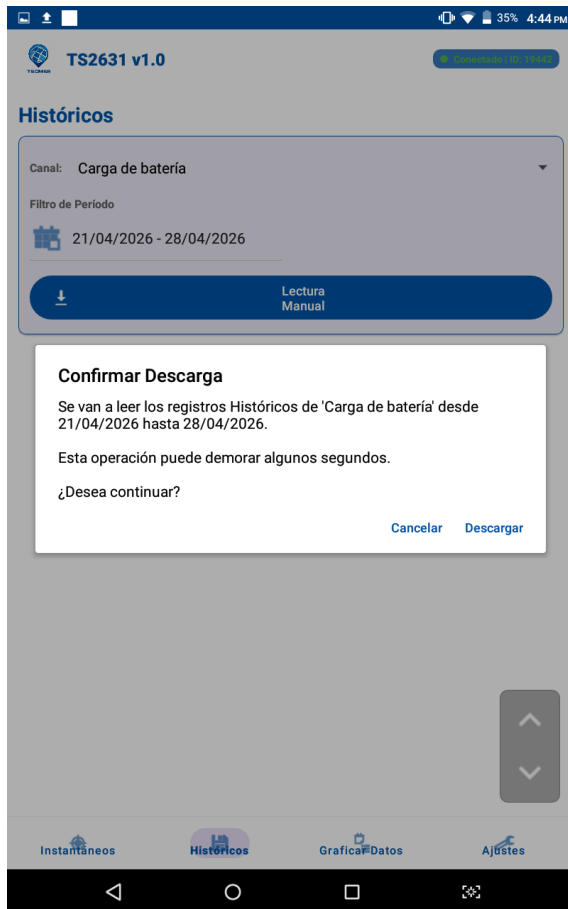 35% 4:44 PM
TECMES
TS2631 v1.0
Conectado | ID: 19442
Históricos
Canal: Carga de batería
Filtro de Período
21/04/2026 - 28/04/2026
Lectura
Manual
Confirmar Descarga
Se van a leer los registros Históricos de 'Carga de batería' desde
21/04/2026 hasta 28/04/2026.
Esta operación puede demorar algunos segundos.
¿Desea continuar?
Cancelar Descargar
Instantáneos Históricos Graficar Datos Ajustes